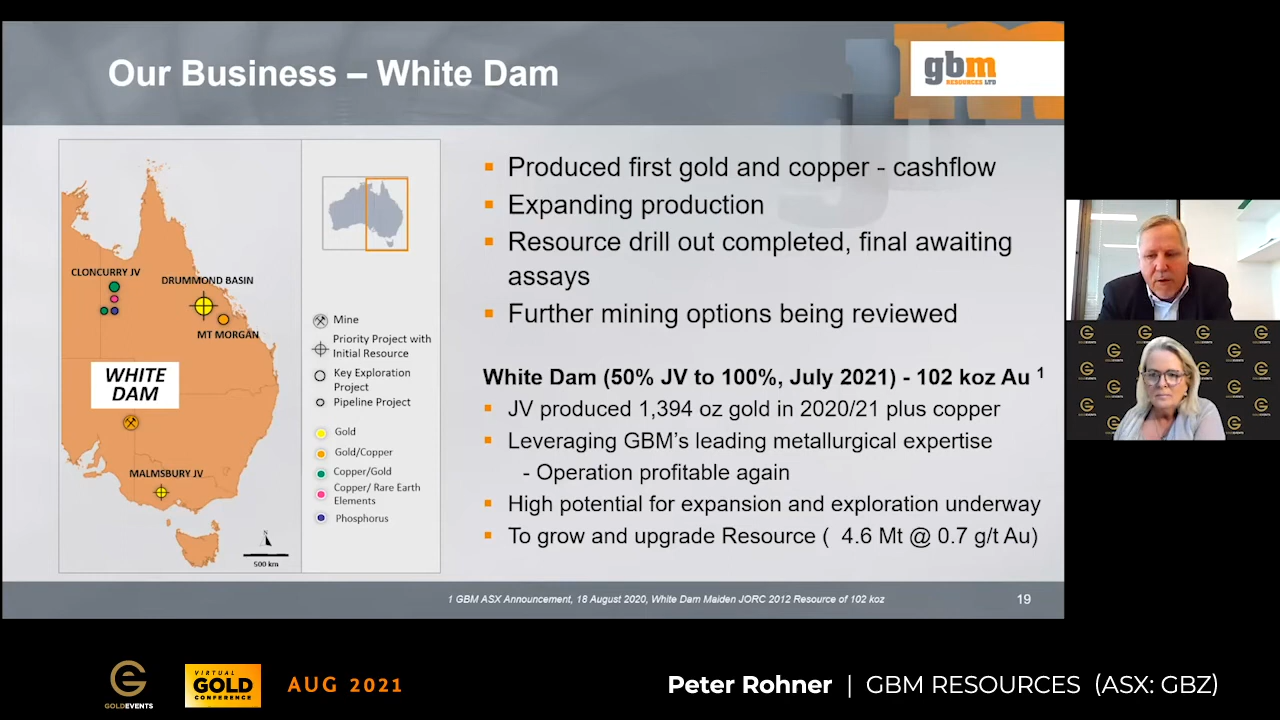 Our Business – White Dam
gbm
RESOURCES LTD
CLONCURRY JV
DRUMMOND BASIN
MT MORGAN
WHITE
DAM
MALMSBURY JV
N
500 km
Mine
Priority Project with
Initial Resource
Key Exploration
Project
Pipeline Project
Gold
Gold/Copper
Copper/Gold
Copper/ Rare Earth
Elements
Phosphorus
Produced first gold and copper - cashflow
Expanding production
Resource drill out completed, final awaiting
assays
Further mining options being reviewed
White Dam (50% JV to 100%, July 2021) - 102 koz Au 1
JV produced 1,394 oz gold in 2020/21 plus copper
Leveraging GBM's leading metallurgical expertise
- Operation profitable again
High potential for expansion and exploration underway
To grow and upgrade Resource ( 4.6 Mt @ 0.7 g/t Au)
1 GBM ASX Announcement, 18 August 2020, White Dam Maiden JORC 2012 Resource of 102 koz
19
GOLDEVENTS
VIRTUAL
GOLD
CONFERENCE
AUG 2021
Peter Rohner | GBM RESOURCES (ASX: GBZ)